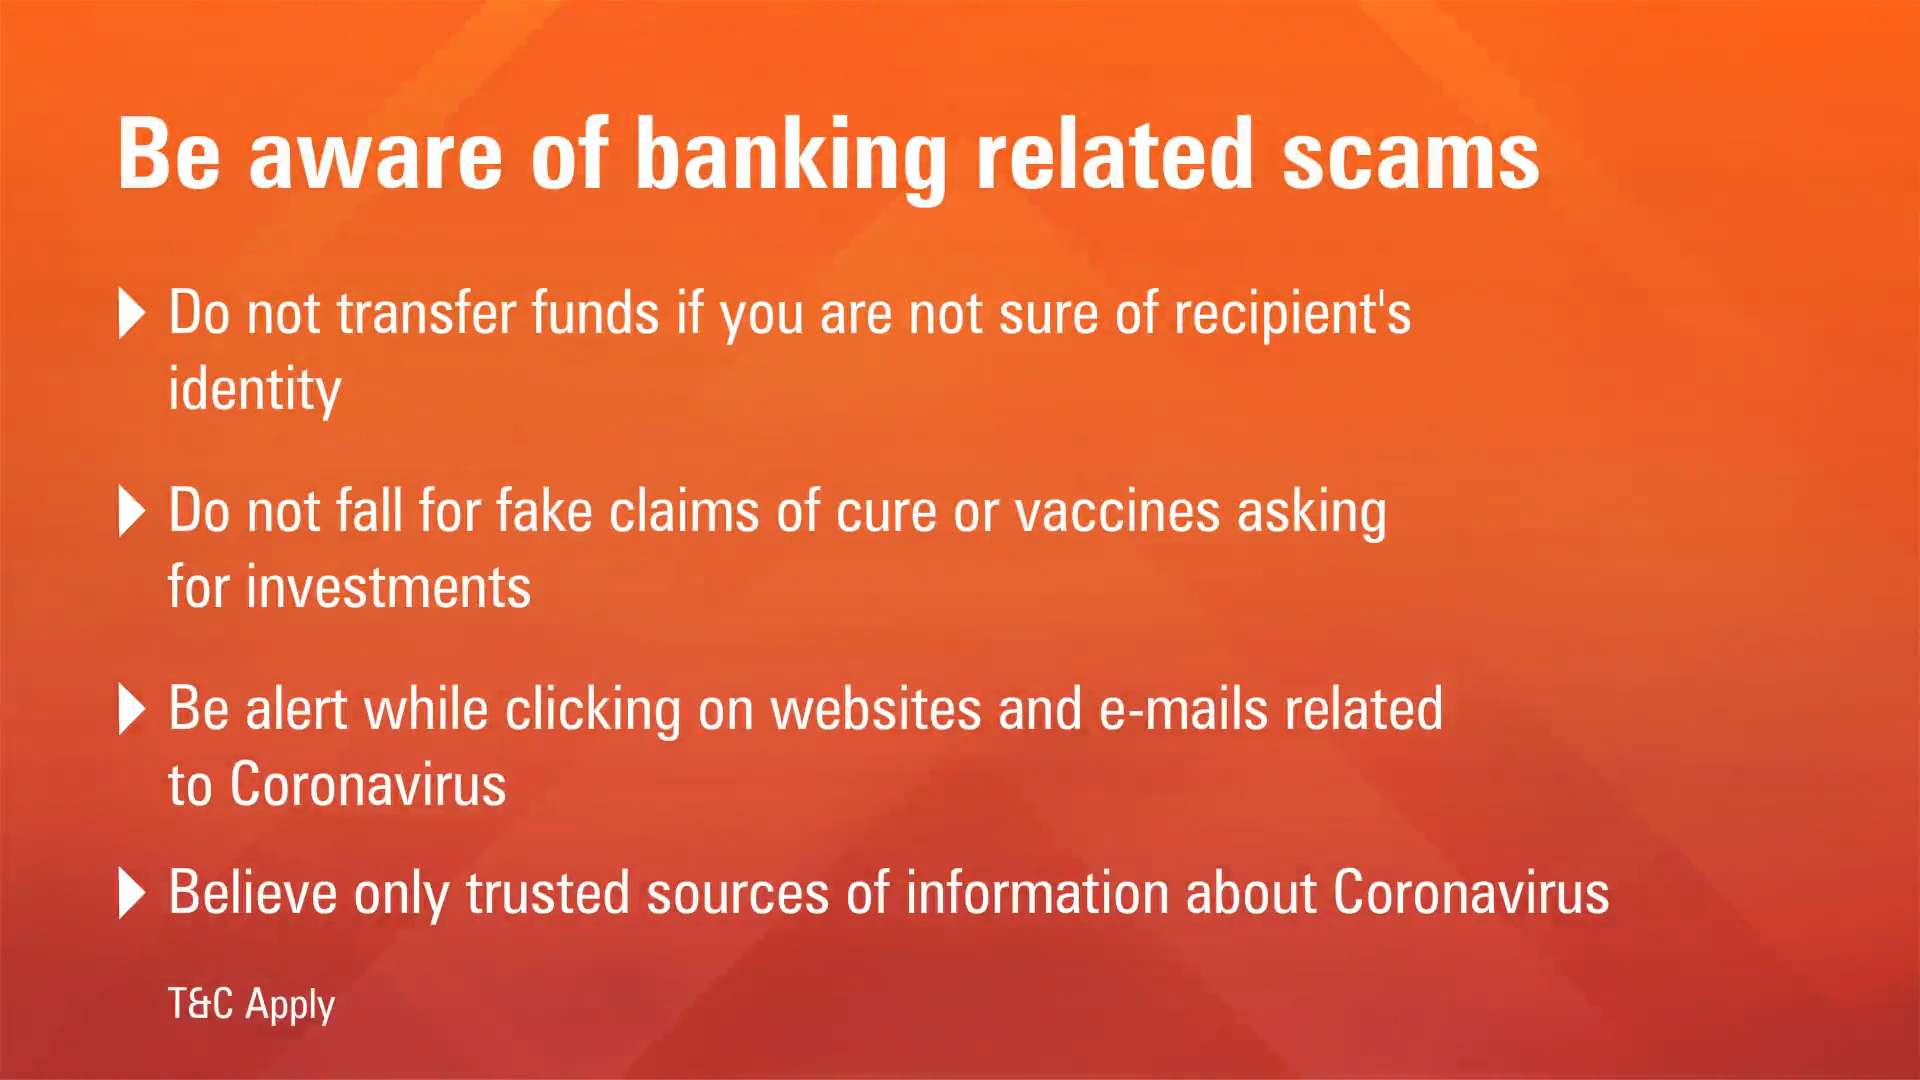 Be aware of banking related scams
Do not transfer funds if you are not sure of recipient's
identity
Do not fall for fake claims of cure or vaccines asking
for investments
Be alert while clicking on websites and e-mails related
to Coronavirus
Believe only trusted sources of information about Coronavirus
T&C Apply